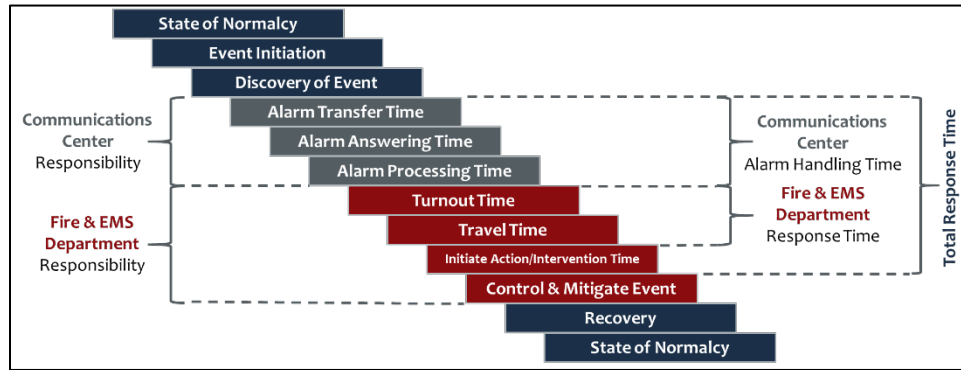 State of Normalcy
Event Initiation
Discovery of Event
Alarm Transfer Time
Alarm Answering Time
Alarm Processing Time
Turnout Time
Travel Time
Initiate Action/Intervention Time
Control & Mitigate Event
Recovery
State of Normalcy
Communications
Center
Responsibility
Fire & EMS
Department
Responsibility
Communications
Center
Alarm Handling Time
Fire & EMS
Department
Response Time
Total Response Time